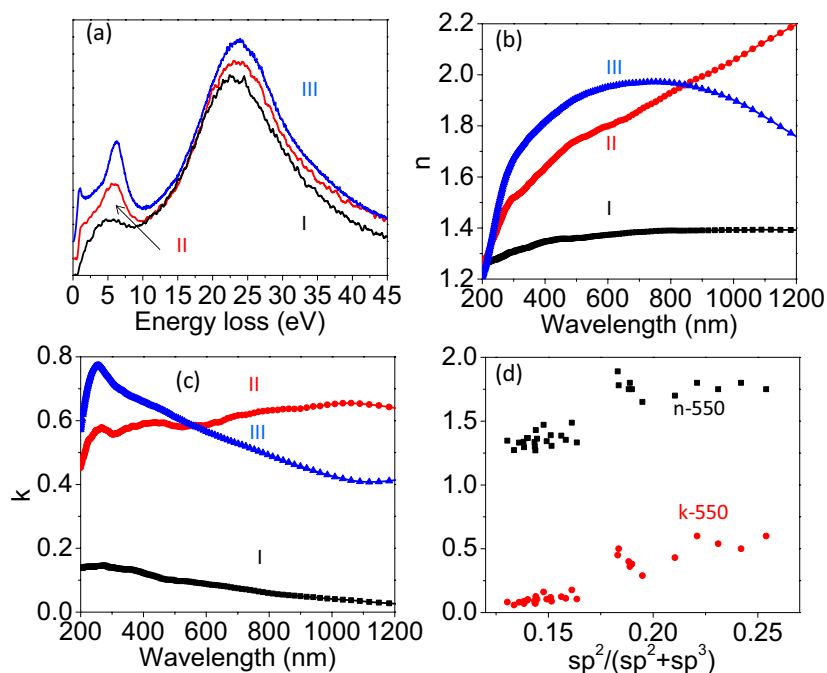 (a)
III
I
II
0 5 10 15 20 25 30 35 40 45
Energy loss (eV)
(b)
2.2
2.0
1.8
1.6
1.4
1.2
n
III
II
I
200 400 600 800 1000 1200
Wavelength (nm)
(c)
0.8
0.6
0.4
0.2
0.0
k
II
III
I
200 400 600 800 1000 1200
Wavelength (nm)
(d)
2.0
1.5
1.0
0.5
0.0
n-550
k-550
0.15 0.20 0.25
sp²/(sp²+sp³)